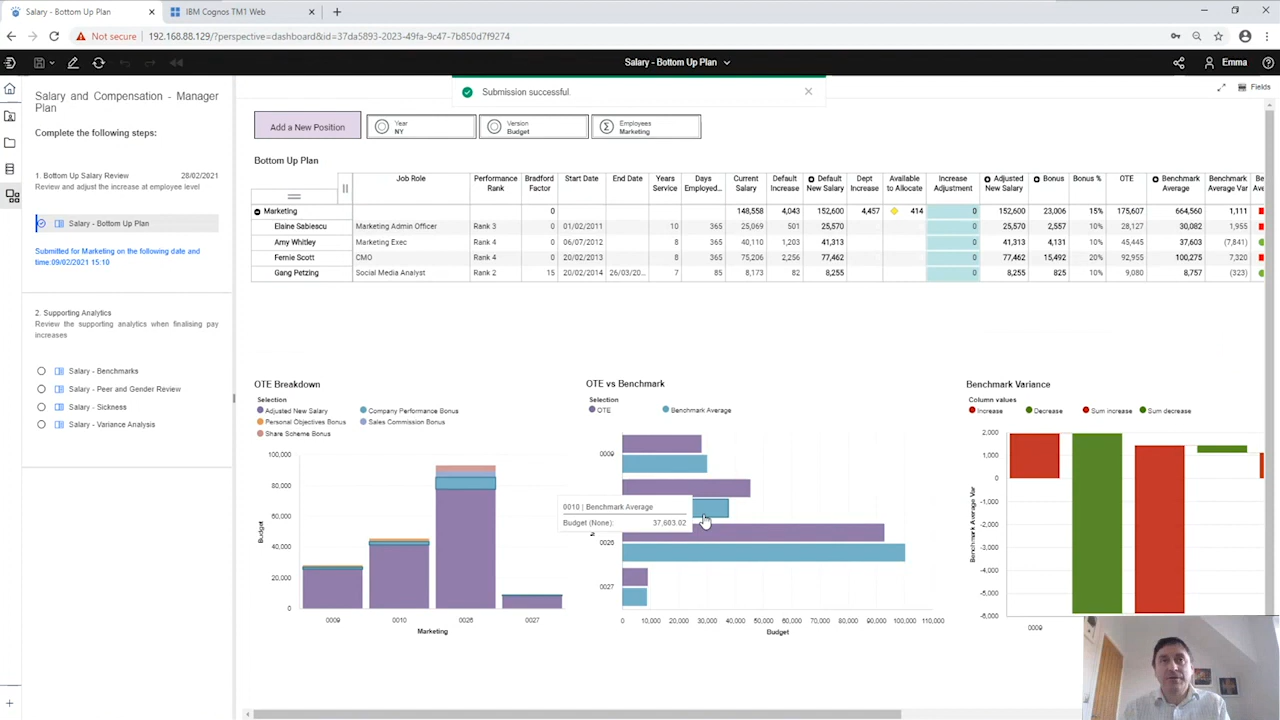 Salary - Bottom Up Plan
IBM Cognos TM1 Web
Not secure
192.168.88.129/?perspective=dashboard&id=37da5893-2023-49fa-9c47-7b850d7f9274
Salary - Bottom Up Plan
Emma
Salary and Compensation - Manager
Plan
Complete the following steps:
1. Bottom Up Salary Review 28/02/2021
Review and adjust the increase at employee level
Salary - Bottom Up Plan
Submitted for Marketing on the following date and
time:09/02/2021 15:10
2. Supporting Analytics
Review the supporting analytics when finalising pay
increases
Salary - Benchmarks
Salary - Peer and Gender Review
Salary - Sickness
Salary - Variance Analysis
Submission successful.
Fields
Add a New Position
Year
NY
Version
Budget
Employees
Marketing
Bottom Up Plan
Job Role Performance Rank Bradford Factor Start Date End Date Years Service Days Employed... Current Salary Default Increase Default New Salary Dept Increase Available to Allocate Increase Adjustment Adjusted New Salary Bonus Bonus % OTE Benchmark Average Benchmark Average Var
Marketing 0 148,558 4,043 152,600 4,457 414 0 152,600 23,006 15% 175,607 664,560 1,111
Elaine Sabiescu Marketing Admin Officer Rank 3 0 01/02/2011 10 365 25,069 501 25,570 0 25,570 2,557 10% 28,127 30,082 1,955
Amy Whitley Marketing Exec Rank 4 0 06/07/2012 8 365 40,110 1,203 41,313 0 41,313 4,131 10% 45,445 37,603 (7,841)
Fernie Scott CMO Rank 4 0 20/02/2013 8 365 75,206 2,256 77,462 0 77,462 15,492 20% 92,955 100,275 7,320
Gang Petzing Social Media Analyst Rank 2 15 20/02/2014 26/03/20... 7 85 8,173 82 8,255 0 8,255 825 10% 9,080 8,757 (323)
OTE Breakdown
Selection
Adjusted New Salary Company Performance Bonus
Personal Objectives Bonus Sales Commission Bonus
Share Scheme Bonus
100,000
80,000
60,000
40,000
20,000
0
Budget
0009 0010 0026 0027
Marketing
OTE vs Benchmark
Selection
OTE Benchmark Average
0009
0010 | Benchmark Average
Budget (None): 37,603.02
0026
0027
0 10,000 20,000 30,000 40,000 50,000 60,000 70,000 80,000 90,000 100,000 110,000
Budget
Benchmark Variance
Column values
Increase Decrease Sum increase Sum decrease
2,000
1,000
0
-1,000
-2,000
-3,000
-4,000
-5,000
-6,000
Benchmark Average Var
0009